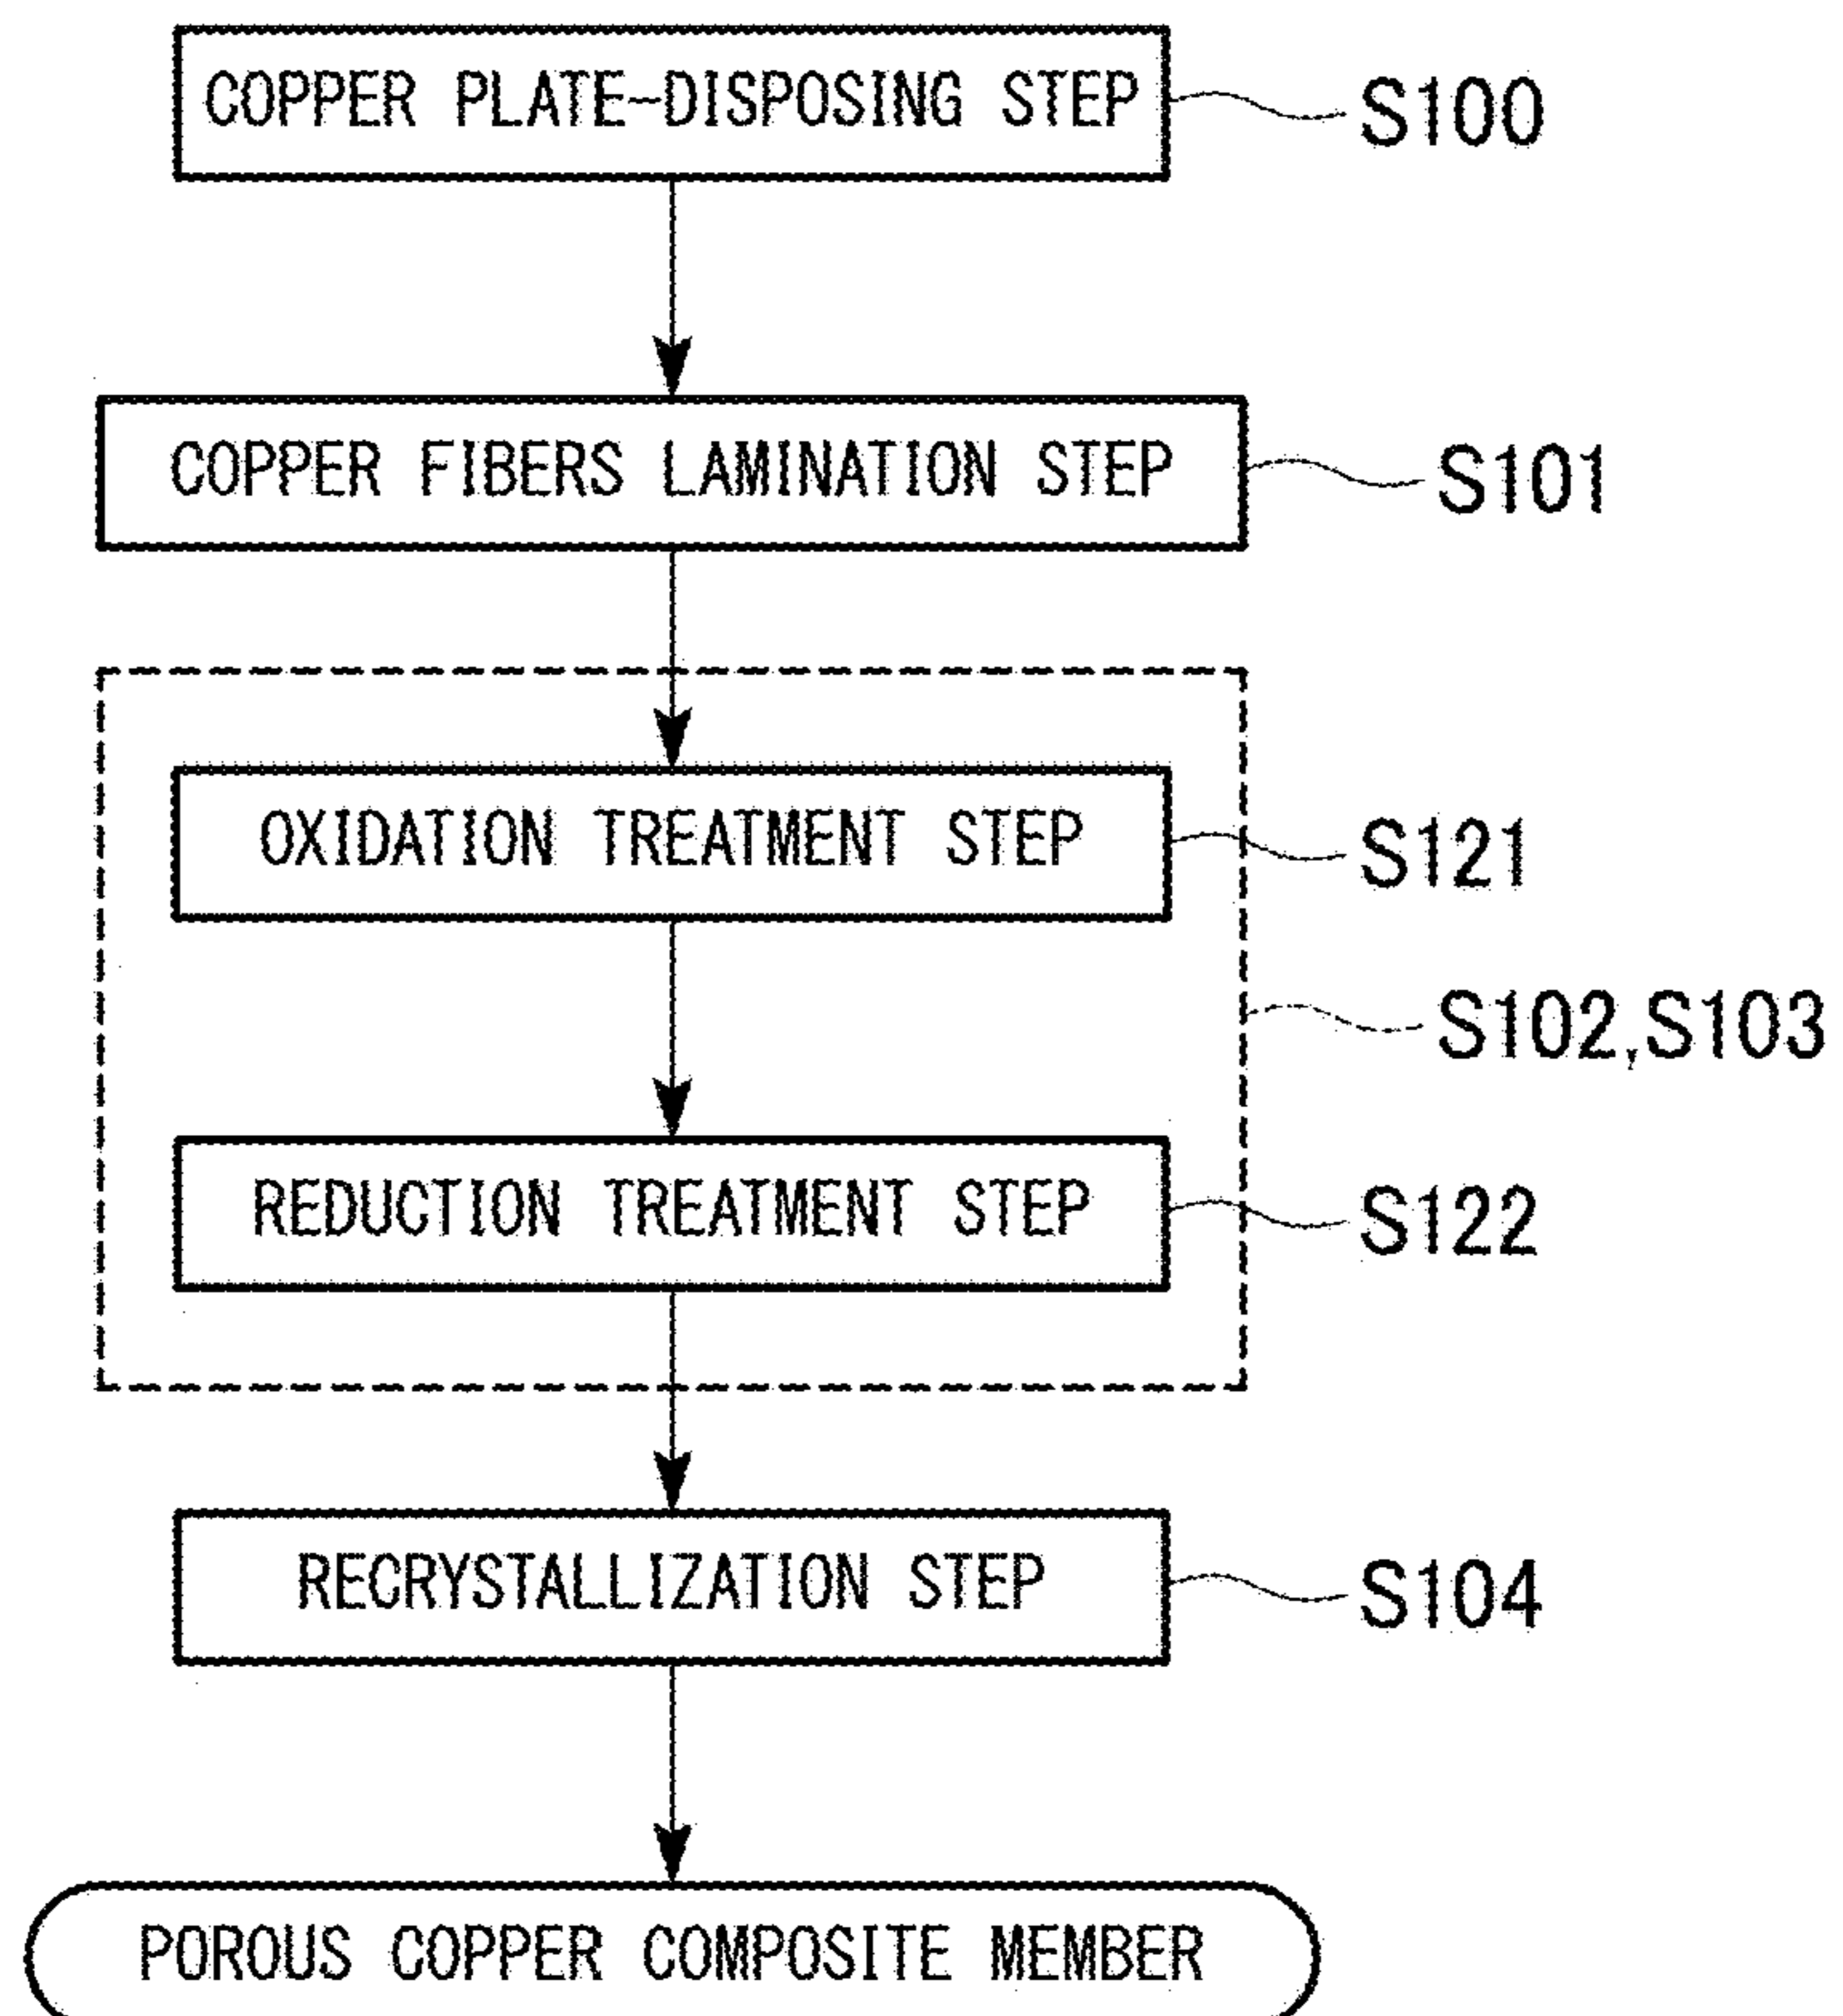 COPPER PLATE-DISPOSING STEP
S100
COPPER FIBERS LAMINATION STEP
S101
OXIDATION TREATMENT STEP
S121
S102,S103
REDUCTION TREATMENT STEP
S122
RECRYSTALLIZATION STEP
S104
POROUS COPPER COMPOSITE MEMBER